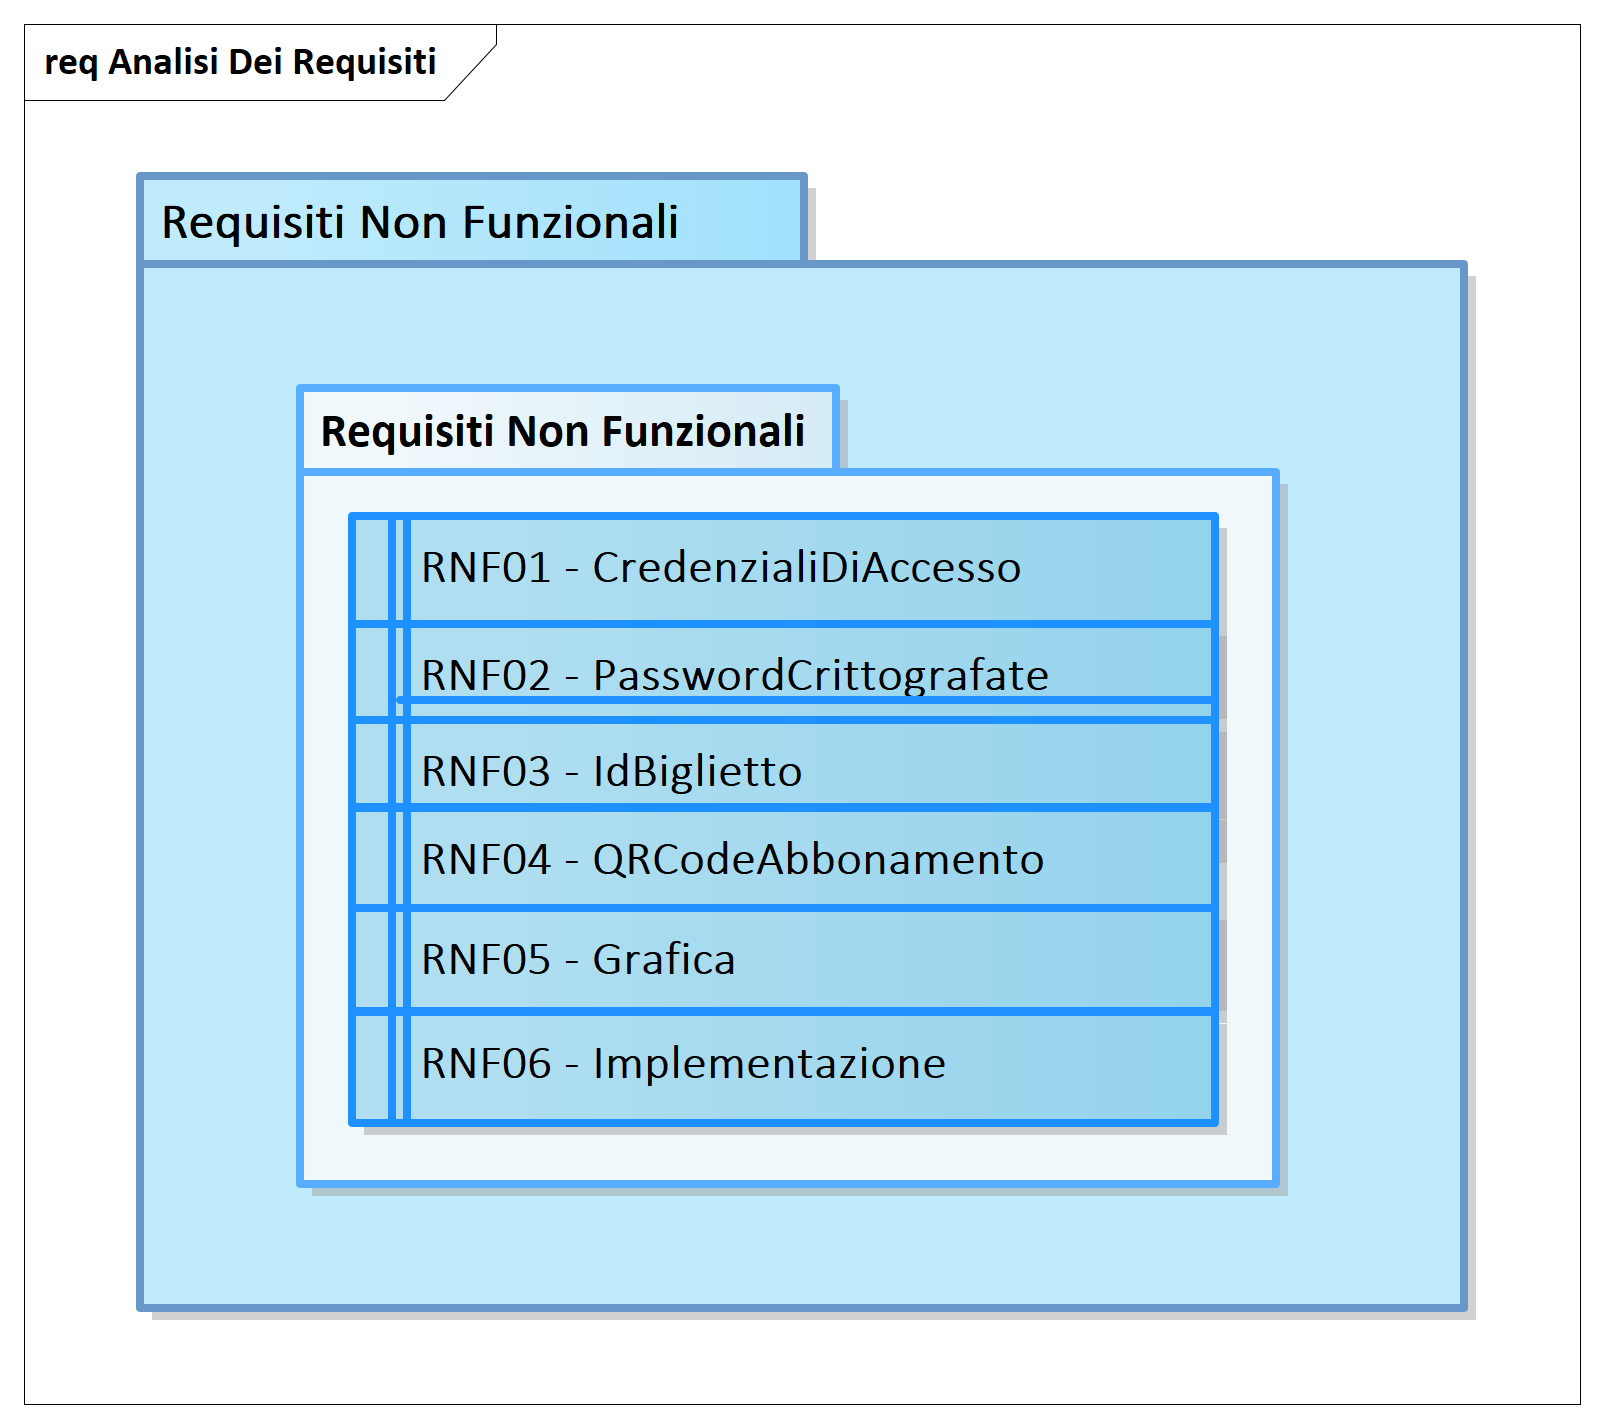 req Analisi Dei Requisiti
Requisiti Non Funzionali
Requisiti Non Funzionali
RNF01 - CredenzialiDiAccesso
RNF02 - PasswordCrittografate
RNF03 - IdBiglietto
RNF04 - QRCodeAbbonamento
RNF05 - Grafica
RNF06 - Implementazione